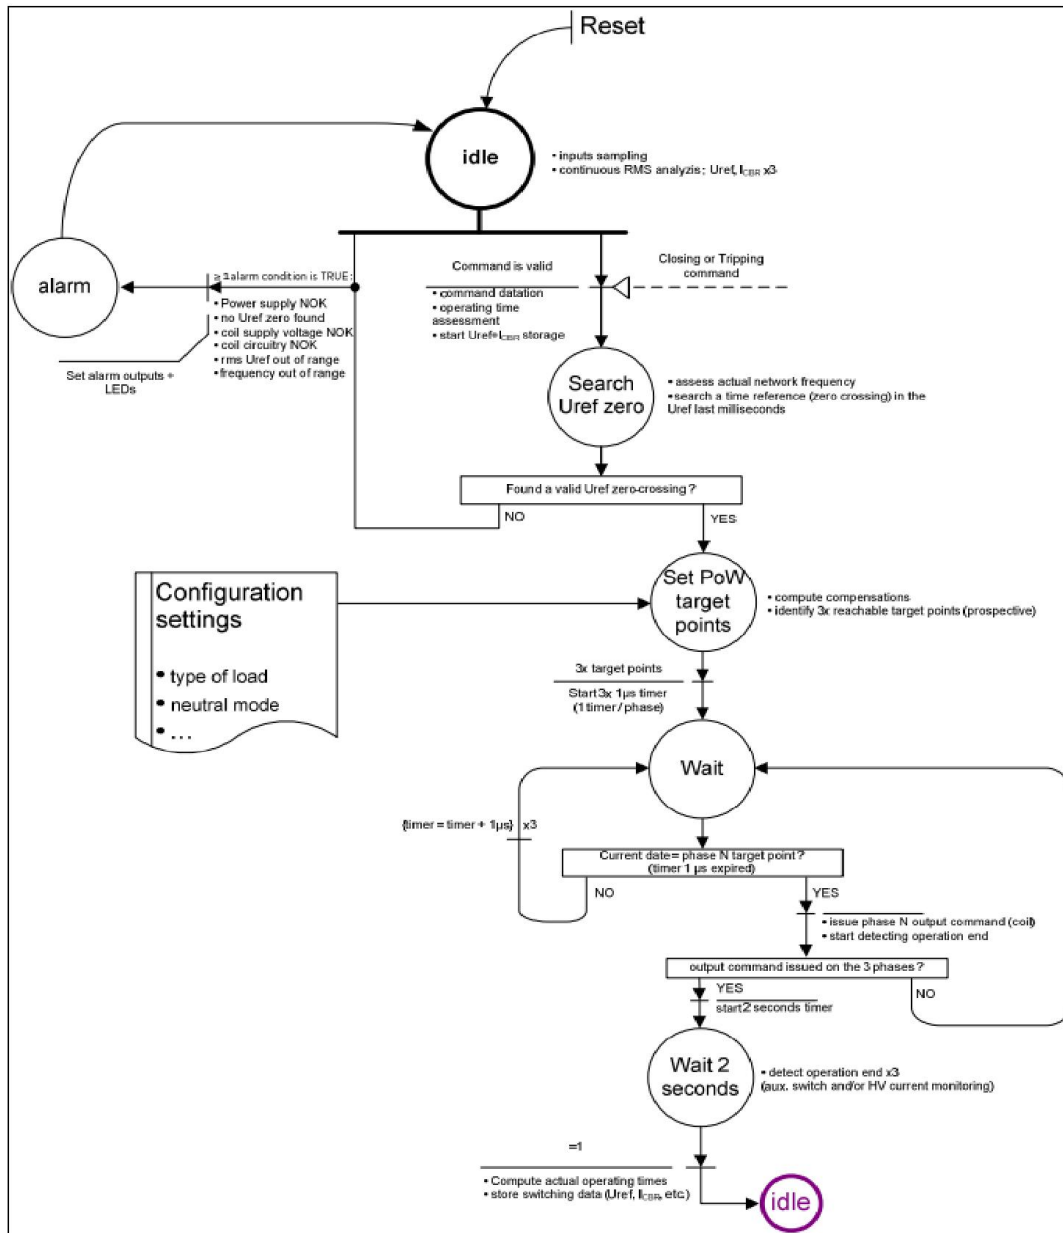 Reset
idle
• inputs sampling
• continuous RMS analyzis: Uref, ICBR x3
Closing or Tripping
command
Command is valid
• command datation
• operating time
assessment
• start Uref+ICBR storage
alarm
≥ 1 alarm condition is TRUE:
• Power supply NOK
• no Uref zero found
• coil supply voltage NOK
• coil circuitry NOK
• rms Uref out of range
• frequency out of range
Set alarm outputs +
LEDs
Search
Uref zero
• assess actual network frequency
• search a time reference (zero crossing) in the
Uref last milliseconds
Found a valid Uref zero-crossing?
NO
YES
Configuration
settings
• type of load
• neutral mode
• ...
Set PoW
target
points
• compute compensations
• identify 3x reachable target points (prospective)
3x target points
Start 3x 1µs timer
(1 timer / phase)
Wait
{timer = timer + 1µs} x3
Current date= phase N target point?
(timer 1 µs expired)
NO
YES
• issue phase N output command (coil)
• start detecting operation end
output command issued on the 3 phases?
YES
NO
start 2 seconds timer
Wait 2
seconds
• detect operation end x3
(aux. switch and/or HV current monitoring)
=1
• Compute actual operating times
• store switching data (Uref, ICBR, etc.)
idle